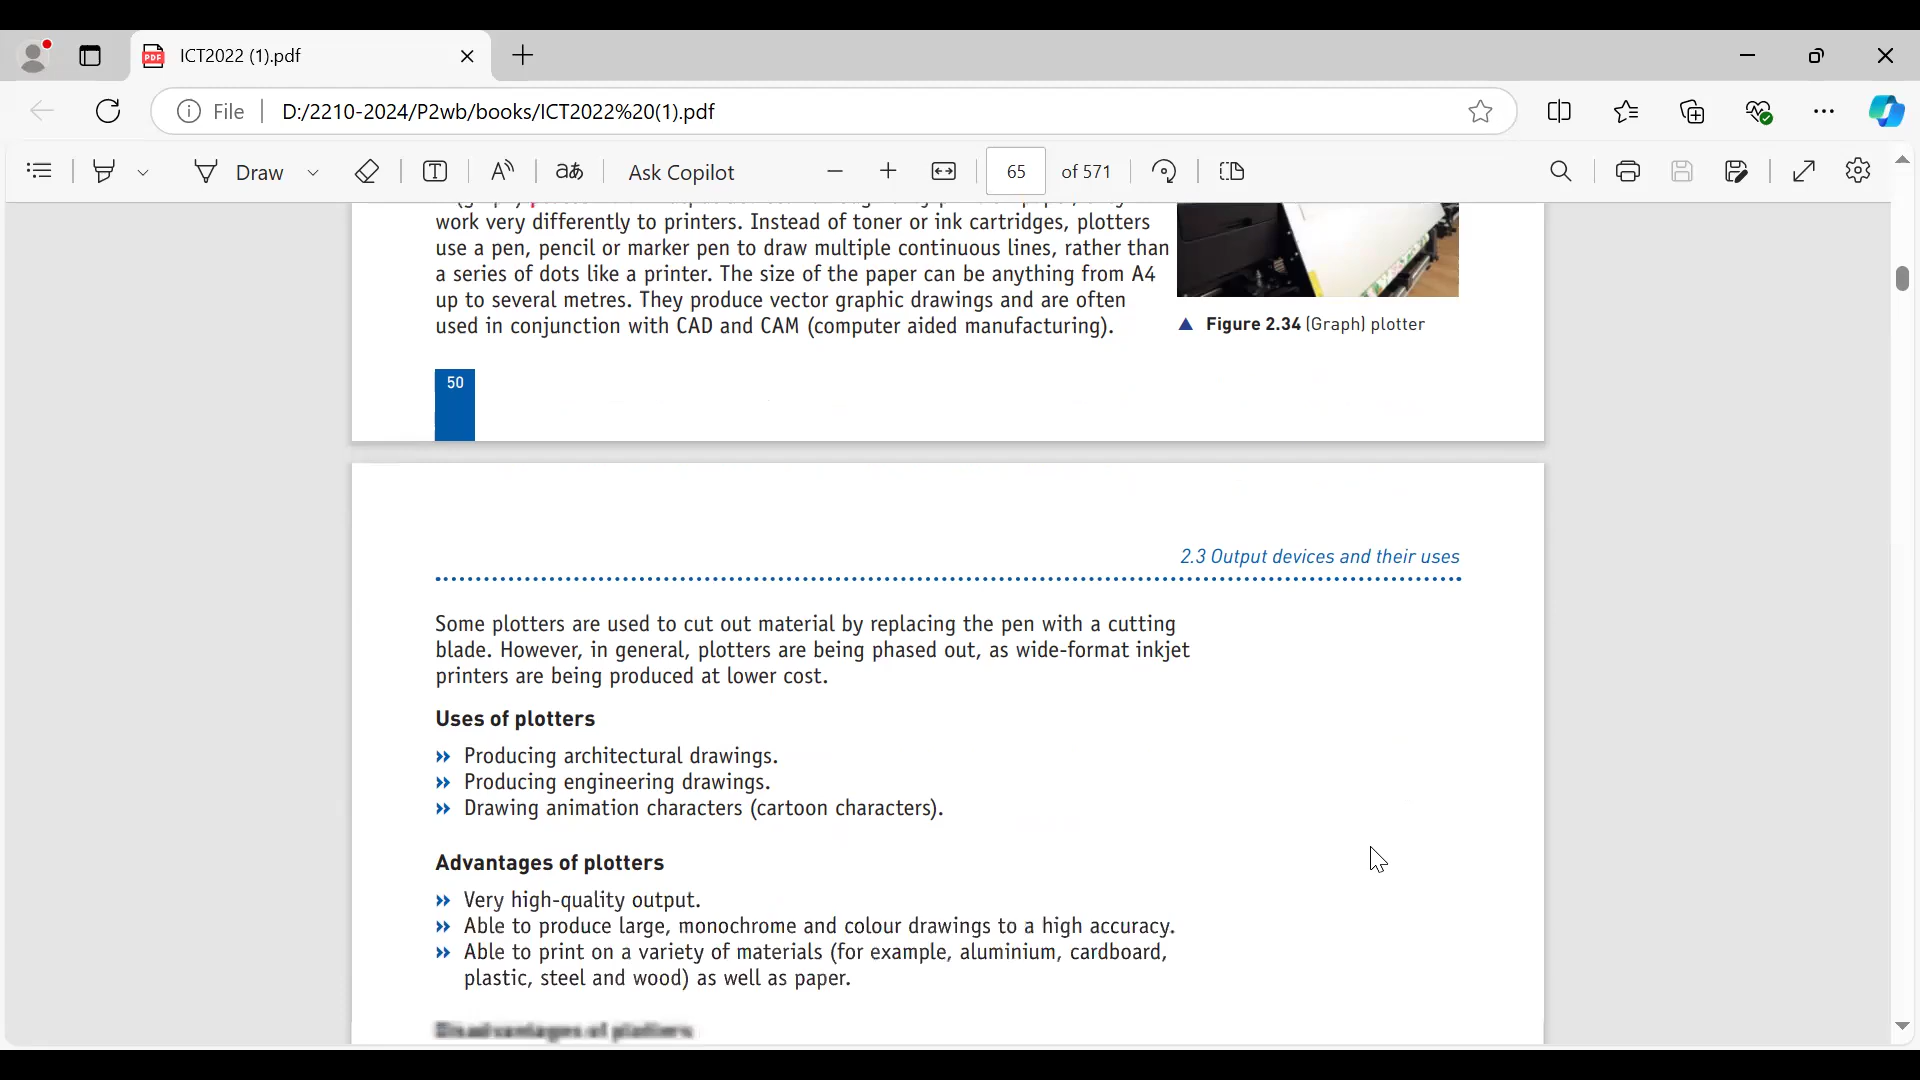 ICT2022 (1).pdf
File D:/2210-2024/P2wb/books/ICT2022%20(1).pdf
Draw aあ Ask Copilot 65 of 571
work very differently to printers. Instead of toner or ink cartridges, plotters
use a pen, pencil or marker pen to draw multiple continuous lines, rather than
a series of dots like a printer. The size of the paper can be anything from A4
up to several metres. They produce vector graphic drawings and are often
used in conjunction with CAD and CAM (computer aided manufacturing).
▲ Figure 2.34 (Graph) plotter
50
2.3 Output devices and their uses
Some plotters are used to cut out material by replacing the pen with a cutting
blade. However, in general, plotters are being phased out, as wide-format inkjet
printers are being produced at lower cost.
Uses of plotters
» Producing architectural drawings.
» Producing engineering drawings.
» Drawing animation characters (cartoon characters).
Advantages of plotters
» Very high-quality output.
» Able to produce large, monochrome and colour drawings to a high accuracy.
» Able to print on a variety of materials (for example, aluminium, cardboard,
plastic, steel and wood) as well as paper.
Disadvantages of plotters